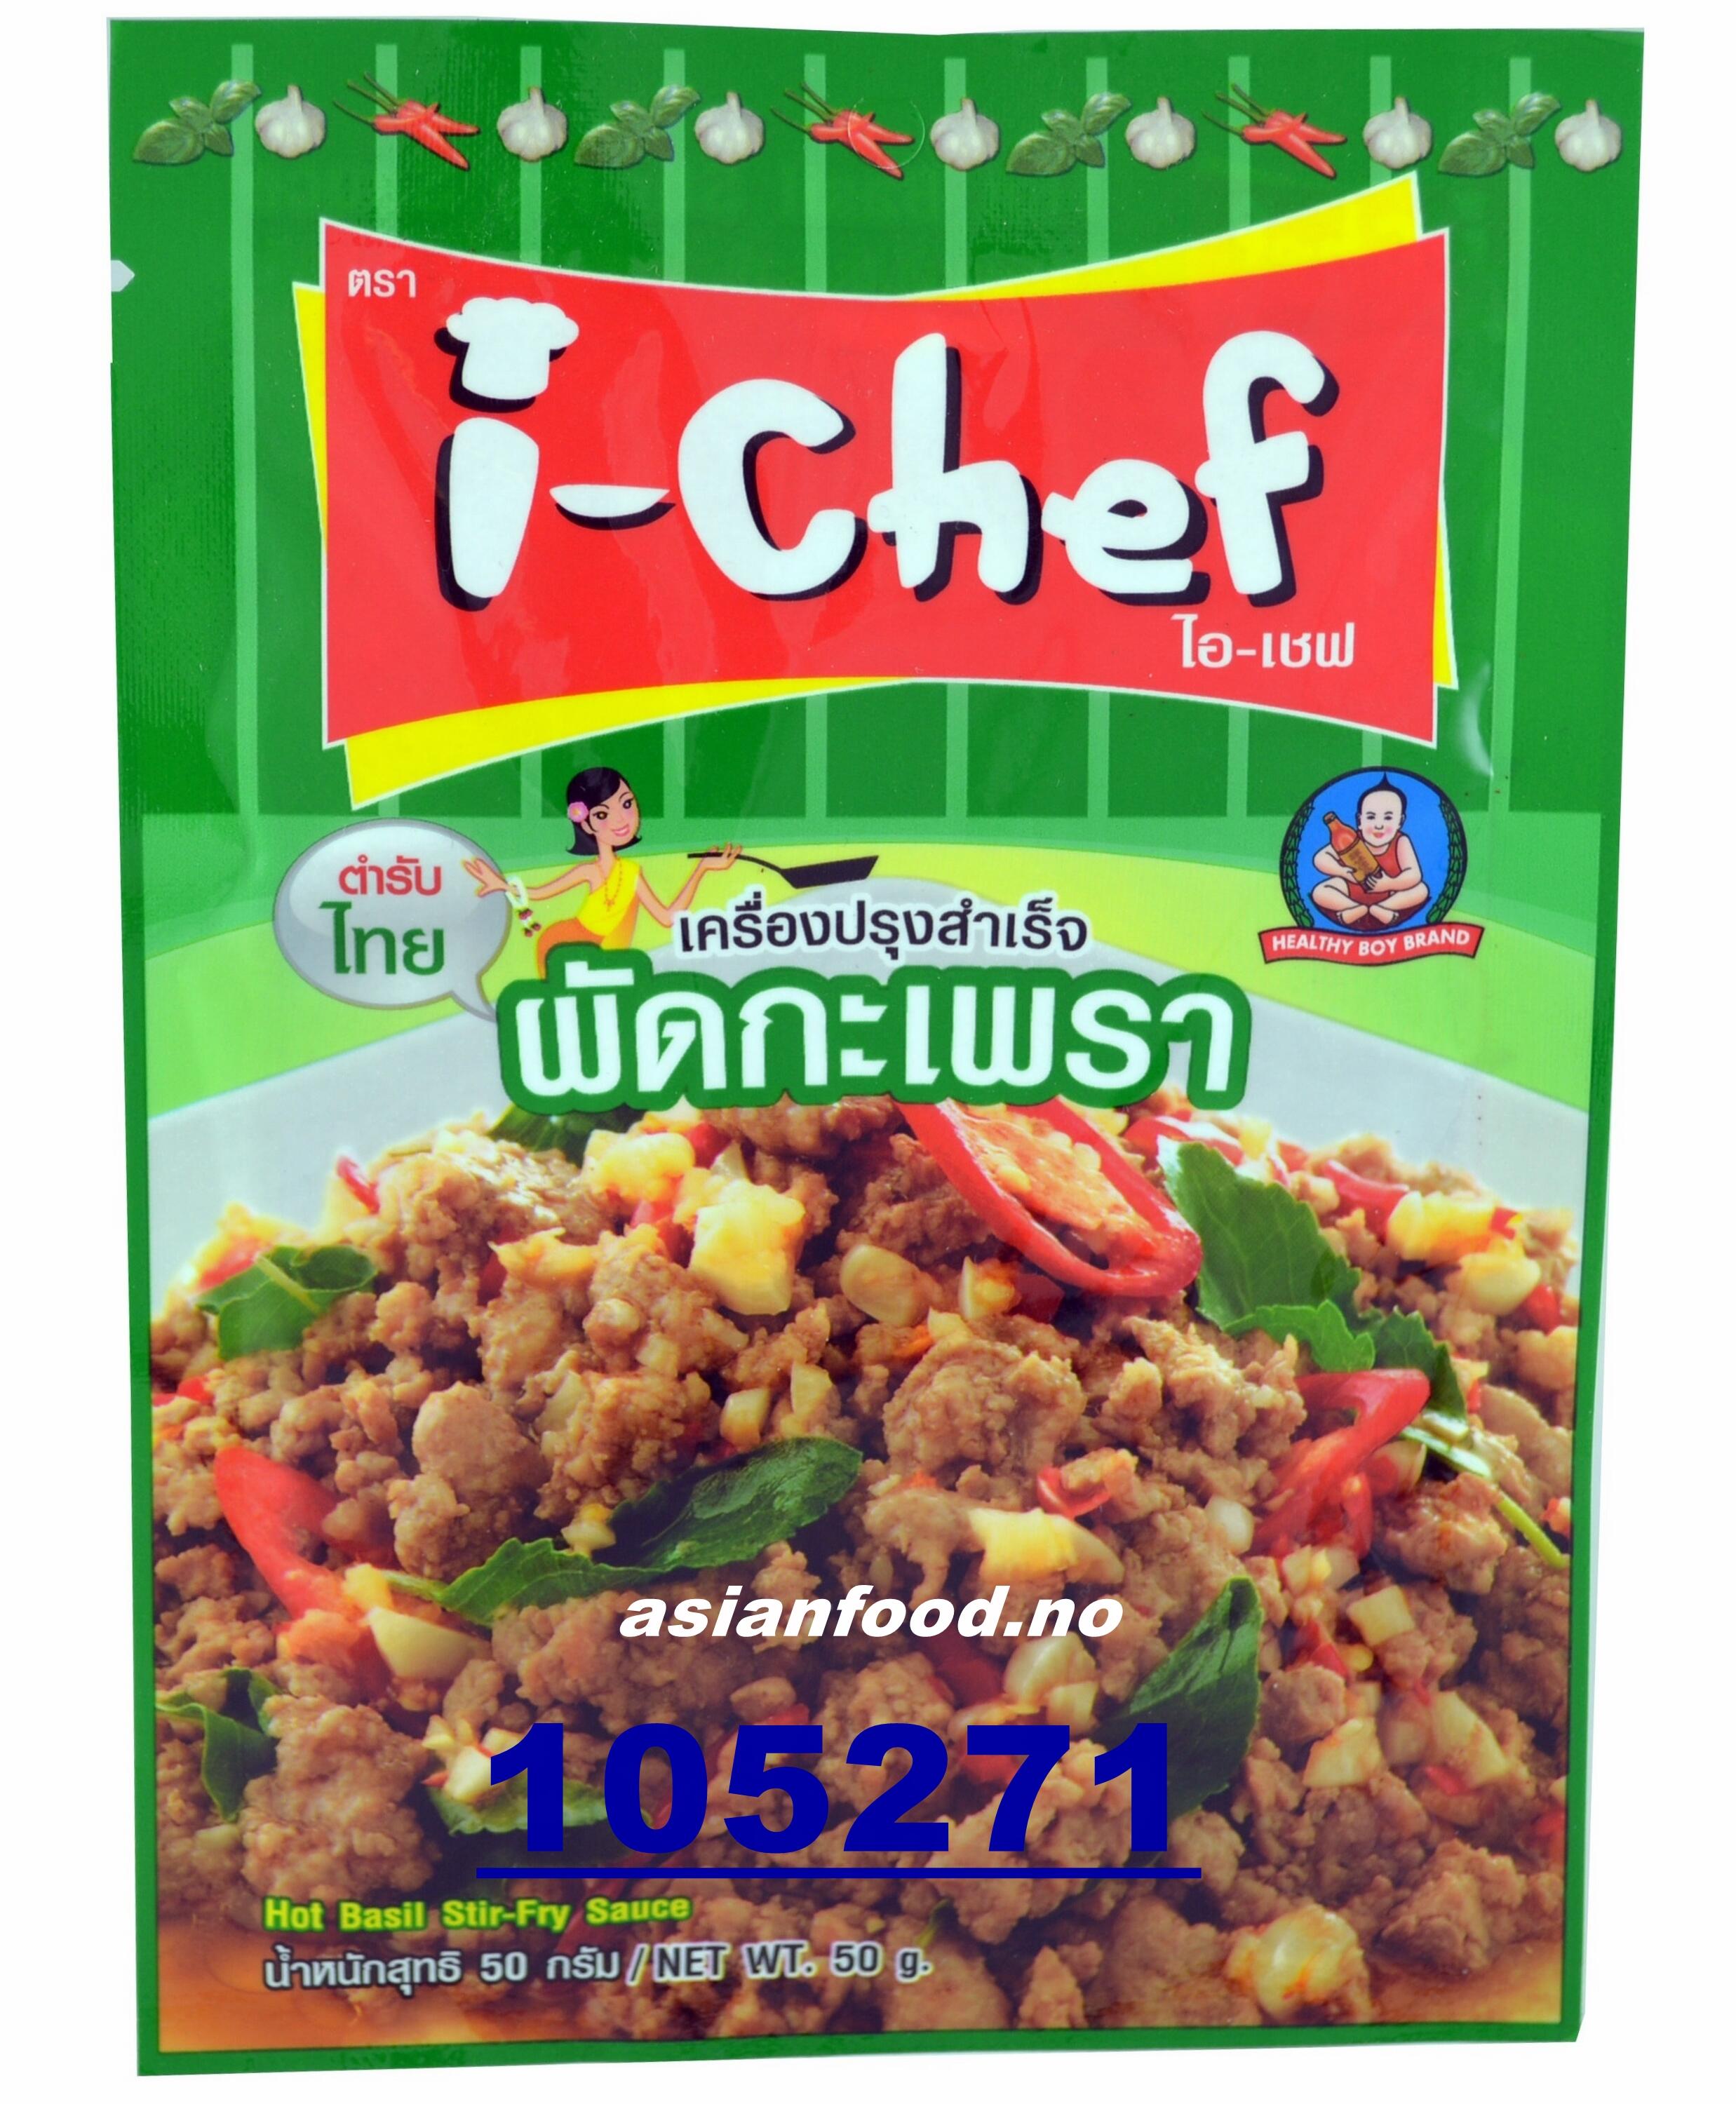 ตรา
i-Chef
ไอ-เชฟ
ตำรับ
ไทย
เครื่องปรุงสำเร็จ
ผัดกะเพรา
HEALTHY BOY BRAND
asianfood.no
105271
Hot Basil Stir-Fry Sauce
น้ำหนักสุทธิ 50 กรัม / NET WT. 50 g.